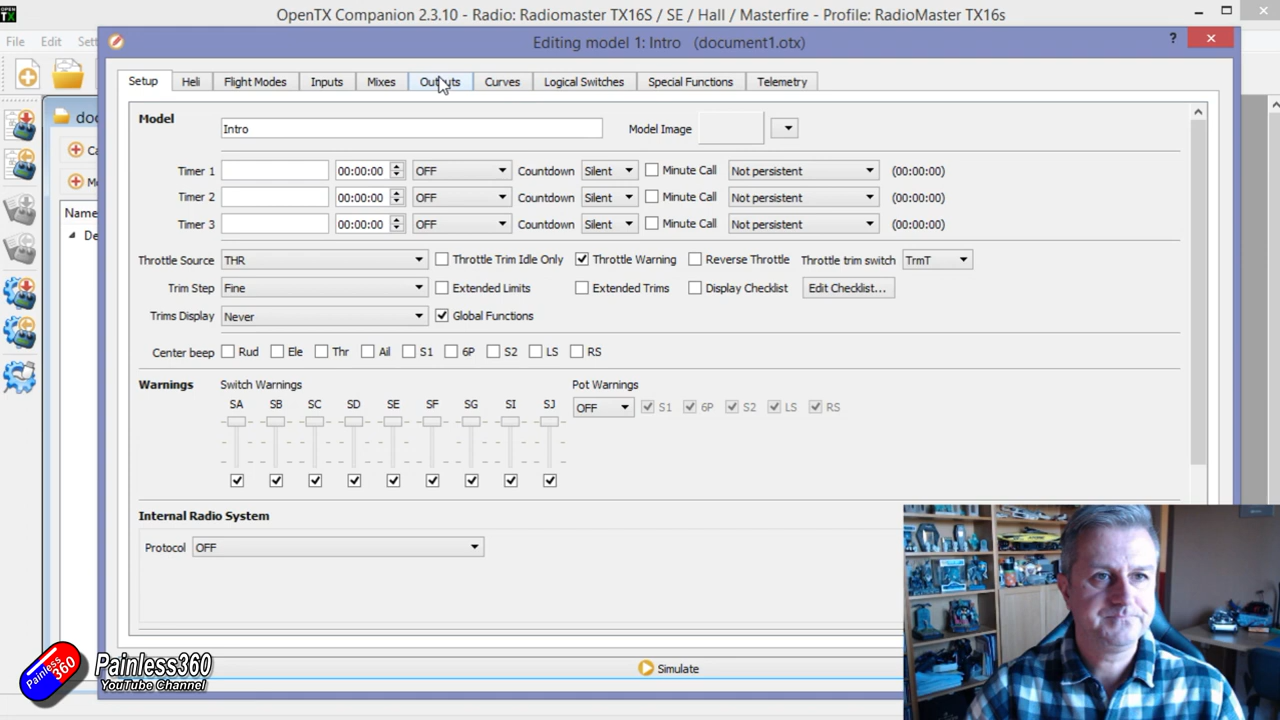 OPEN TX
OpenTX Companion 2.3.10 - Radio: Radiomaster TX16S / SE / Hall / Masterfire - Profile: RadioMaster TX16s
File Edit
Editing model 1: Intro (document1.otx)
?
Setup Heli Flight Modes Inputs Mixes Outputs Curves Logical Switches Special Functions Telemetry
Model Intro Model Image
Timer 1 00:00:00 OFF Countdown Silent Minute Call Not persistent (00:00:00)
Timer 2 00:00:00 OFF Countdown Silent Minute Call Not persistent (00:00:00)
Timer 3 00:00:00 OFF Countdown Silent Minute Call Not persistent (00:00:00)
Throttle Source THR Throttle Trim Idle Only Throttle Warning Reverse Throttle Throttle trim switch TrmT
Trim Step Fine Extended Limits Extended Trims Display Checklist Edit Checklist...
Trims Display Never Global Functions
Center beep Rud Ele Thr Ail S1 6P S2 LS RS
Warnings Switch Warnings Pot Warnings
SA SB SC SD SE SF SG SI SJ
OFF S1 6P S2 LS RS
Internal Radio System
Protocol OFF
Simulate
Painless360
Painless360
YouTube Channel